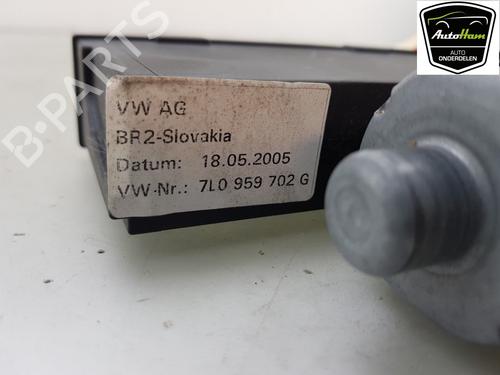 AutoHam
AUTO
ONDERDELEN
B-PARTS
VW AG
BR2-Slovakia
Datum: 18.05.2005
VW-Nr.: 7L0 959 702 G